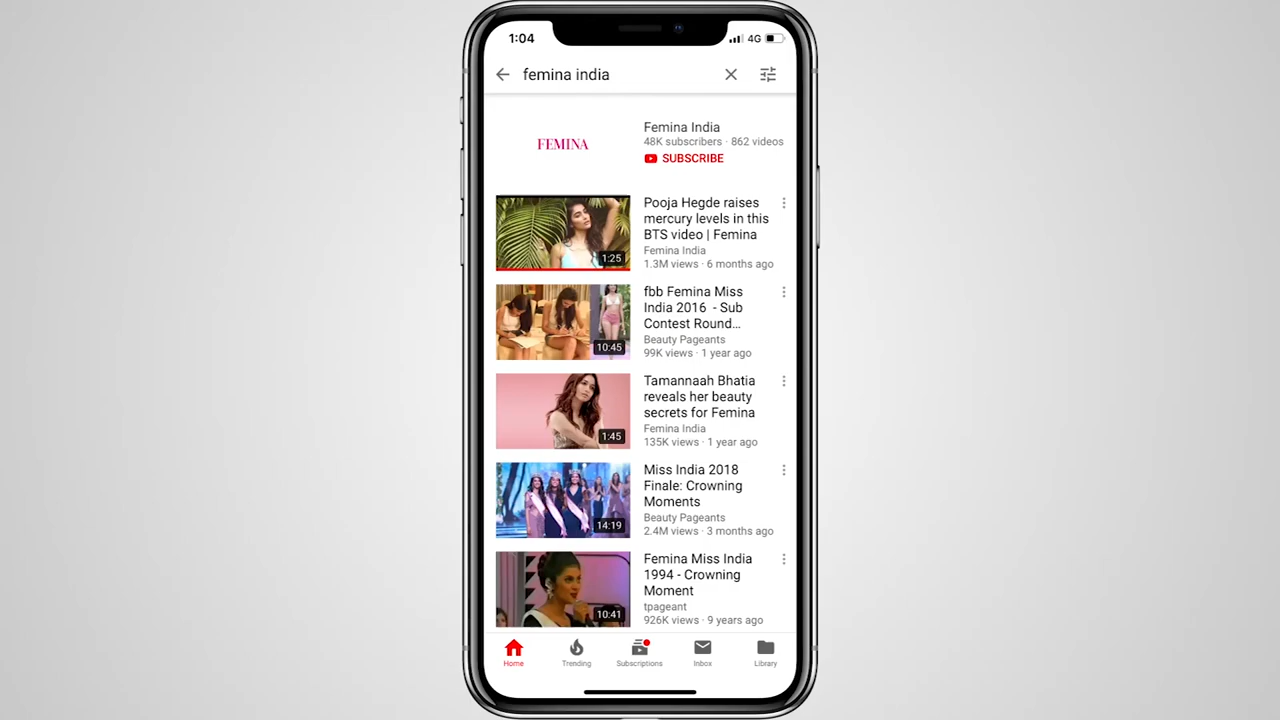 1:04
4G
femina india
FEMINA
Femina India
48K subscribers · 862 videos
SUBSCRIBE
Pooja Hegde raises
mercury levels in this
BTS video | Femina
Femina India
1.3M views · 6 months ago
1:25
fbb Femina Miss
India 2016 - Sub
Contest Round...
Beauty Pageants
99K views · 1 year ago
10:45
Tamannaah Bhatia
reveals her beauty
secrets for Femina
Femina India
135K views · 1 year ago
1:45
Miss India 2018
Finale: Crowning
Moments
Beauty Pageants
2.4M views · 3 months ago
14:19
Femina Miss India
1994 - Crowning
Moment
tpageant
926K views · 9 years ago
10:41
Home
Trending
Subscriptions
Inbox
Library